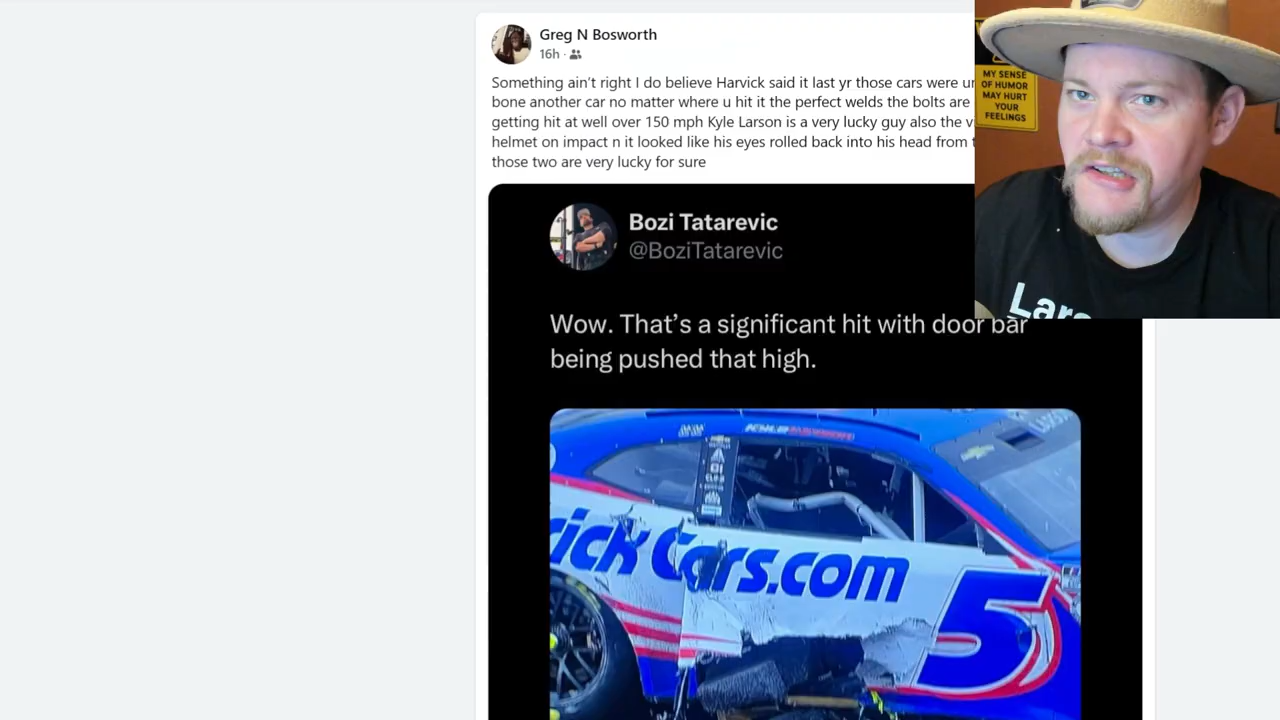 Greg N Bosworth
16h
Something ain't right I do believe Harvick said it last yr those cars were
bone another car no matter where u hit it the perfect welds the bolts are
getting hit at well over 150 mph Kyle Larson is a very lucky guy also the
helmet on impact n it looked like his eyes rolled back into his head from
those two are very lucky for sure
MY SENSE
OF HUMOR
MAY HURT
YOUR
FEELINGS
Bozi Tatarevic
@BoziTatarevic
Wow. That's a significant hit with door bar
being pushed that high.
rick Cars.com
5